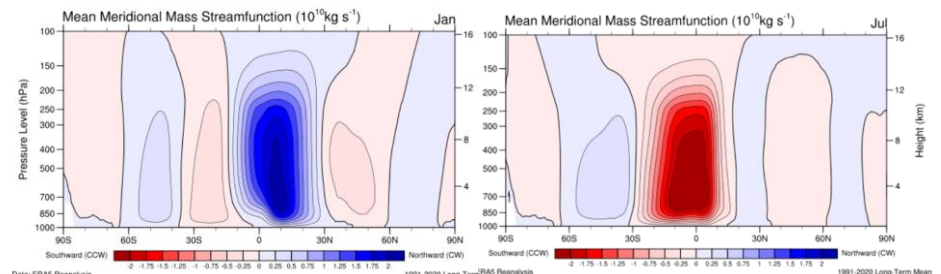 Mean Meridional Mass Streamfunction (10¹⁰kg s⁻¹) Jan
Pressure Level (hPa)
100
150
200
250
300
400
500
700
850
1000
16
12
8
4
90S 60S 30S 0 30N 60N 90N
Southward (CCW) -2 -1.75 -1.5 -1.25 -1 -0.75 -0.5 -0.25 0 0.25 0.5 0.75 1 1.25 1.5 1.75 2 Northward (CW)
Data: ERA5 Reanalysis 1991-2020 Long-Term
Mean Meridional Mass Streamfunction (10¹⁰kg s⁻¹) Jul
100
150
200
250
300
400
500
700
850
1000
16
12
8
4
Height (km)
90S 60S 30S 0 30N 60N 90N
Southward (CCW) -2 -1.75 -1.5 -1.25 -1 -0.75 -0.5 -0.25 0 0.25 0.5 0.75 1 1.25 1.5 1.75 2 Northward (CW)
RA5 Reanalysis 1991-2020 Long-Term Mean